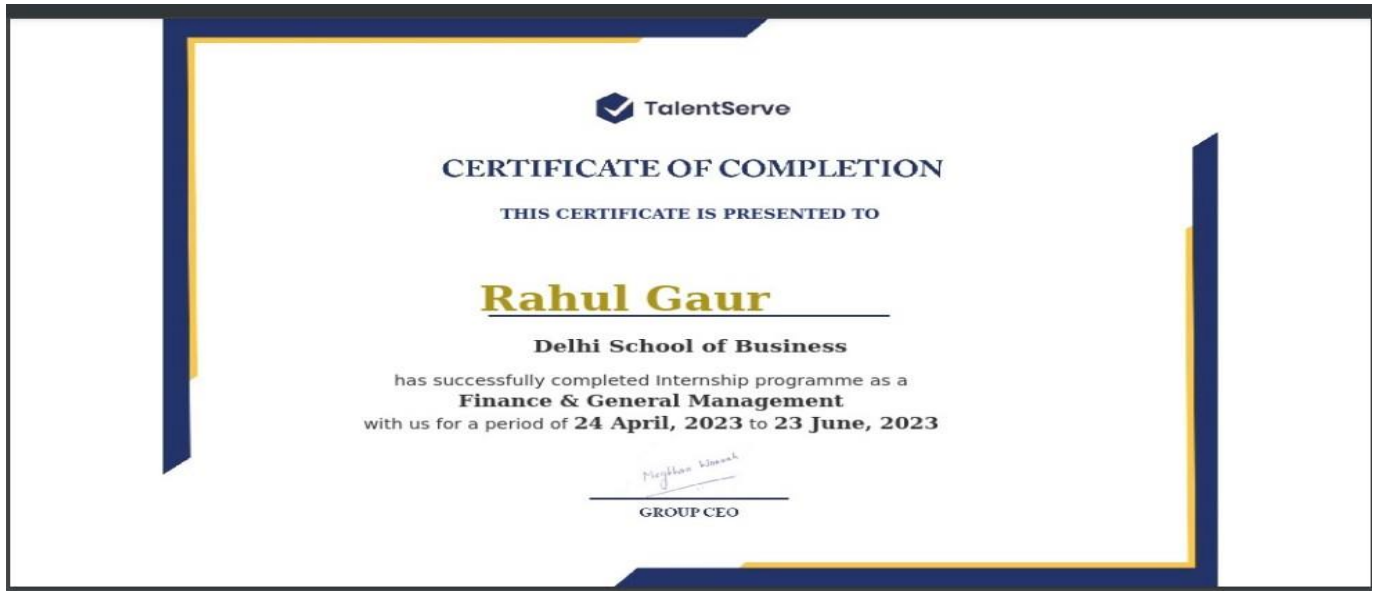 TalentServe
CERTIFICATE OF COMPLETION
THIS CERTIFICATE IS PRESENTED TO
Rahul Gaur
Delhi School of Business
has successfully completed Internship programme as a
Finance & General Management
with us for a period of 24 April, 2023 to 23 June, 2023
GROUP CEO